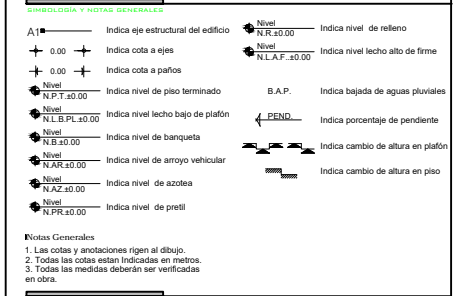 SIMBOLOGÍA Y NOTAS GENERALES
A1 Indica eje estructural del edificio
0.00 Indica cota a ejes
0.00 Indica cota a paños
Nivel
N.P.T.±0.00 Indica nivel de piso terminado
Nivel
N.L.B.PL.±0.00 Indica nivel lecho bajo de plafón
Nivel
N.B.±0.00 Indica nivel de banqueta
Nivel
N.AR.±0.00 Indica nivel de arroyo vehicular
Nivel
N.AZ.±0.00 Indica nivel de azotea
Nivel
N.PR.±0.00 Indica nivel de pretil
Nivel
N.R.±0.00 Indica nivel de relleno
Nivel
N.L.A.F..±0.00 Indica nivel lecho alto de firme
B.A.P. Indica bajada de aguas pluviales
PEND. Indica porcentaje de pendiente
Indica cambio de altura en plafón
Indica cambio de altura en piso
Notas Generales
1. Las cotas y anotaciones rigen al dibujo.
2. Todas las cotas estan Indicadas en metros.
3. Todas las medidas deberán ser verificadas
en obra.